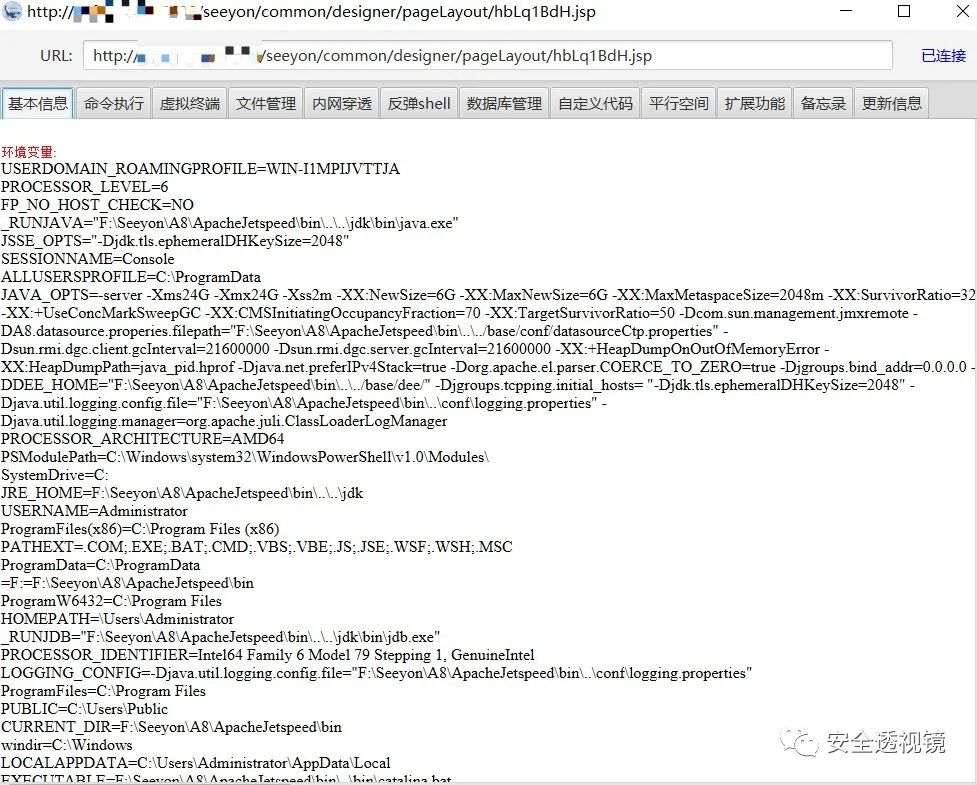 http://
/seeyon/common/designer/pageLayout/hbLq1BdH.jsp
URL:
http://
/seeyon/common/designer/pageLayout/hbLq1BdH.jsp
已连接
基本信息 命令执行 虚拟终端 文件管理 内网穿透 反弹shell 数据库管理 自定义代码 平行空间 扩展功能 备忘录 更新信息
环境变量:
USERDOMAIN_ROAMINGPROFILE=WIN-I1MPIJVTTJA
PROCESSOR_LEVEL=6
FP_NO_HOST_CHECK=NO
_RUNJAVA="F:\Seeyon\A8\ApacheJetspeed\bin\..\..\jdk\bin\java.exe"
JSSE_OPTS="-Djdk.tls.ephemeralDHKeySize=2048"
SESSIONNAME=Console
ALLUSERSPROFILE=C:\ProgramData
JAVA_OPTS=-server -Xms24G -Xmx24G -Xss2m -XX:NewSize=6G -XX:MaxNewSize=6G -XX:MaxMetaspaceSize=2048m -XX:SurvivorRatio=32
-XX:+UseConcMarkSweepGC -XX:CMSInitiatingOccupancyFraction=70 -XX:TargetSurvivorRatio=50 -Dcom.sun.management.jmxremote -
DA8.datasource.properies.filepath="F:\Seeyon\A8\ApacheJetspeed\bin\..\../base/conf/datasourceCtp.properties" -
Dsun.rmi.dgc.client.gcInterval=21600000 -Dsun.rmi.dgc.server.gcInterval=21600000 -XX:+HeapDumpOnOutOfMemoryError -
XX:HeapDumpPath=java_pid.hprof -Djava.net.preferIPv4Stack=true -Dorg.apache.el.parser.COERCE_TO_ZERO=true -Djgroups.bind_addr=0.0.0.0 -
DDEE_HOME="F:\Seeyon\A8\ApacheJetspeed\bin\..\../base/dee/" -Djgroups.tcpping.initial_hosts= "-Djdk.tls.ephemeralDHKeySize=2048" -
Djava.util.logging.config.file="F:\Seeyon\A8\ApacheJetspeed\bin\..\conf\logging.properties" -
Djava.util.logging.manager=org.apache.juli.ClassLoaderLogManager
PROCESSOR_ARCHITECTURE=AMD64
PSModulePath=C:\Windows\system32\WindowsPowerShell\v1.0\Modules\
SystemDrive=C:
JRE_HOME=F:\Seeyon\A8\ApacheJetspeed\bin\..\..\jdk
USERNAME=Administrator
ProgramFiles(x86)=C:\Program Files (x86)
PATHEXT=.COM;.EXE;.BAT;.CMD;.VBS;.VBE;.JS;.JSE;.WSF;.WSH;.MSC
ProgramData=C:\ProgramData
=F:=F:\Seeyon\A8\ApacheJetspeed\bin
ProgramW6432=C:\Program Files
HOMEPATH=\Users\Administrator
_RUNJDB="F:\Seeyon\A8\ApacheJetspeed\bin\..\..\jdk\bin\jdb.exe"
PROCESSOR_IDENTIFIER=Intel64 Family 6 Model 79 Stepping 1, GenuineIntel
LOGGING_CONFIG=-Djava.util.logging.config.file="F:\Seeyon\A8\ApacheJetspeed\bin\..\conf\logging.properties"
ProgramFiles=C:\Program Files
PUBLIC=C:\Users\Public
CURRENT_DIR=F:\Seeyon\A8\ApacheJetspeed\bin
windir=C:\Windows
LOCALAPPDATA=C:\Users\Administrator\AppData\Local
EXECUTABLE=F:\Seeyon\A8\ApacheJetspeed\bin\..\bin\catalina.bat
安全透视镜